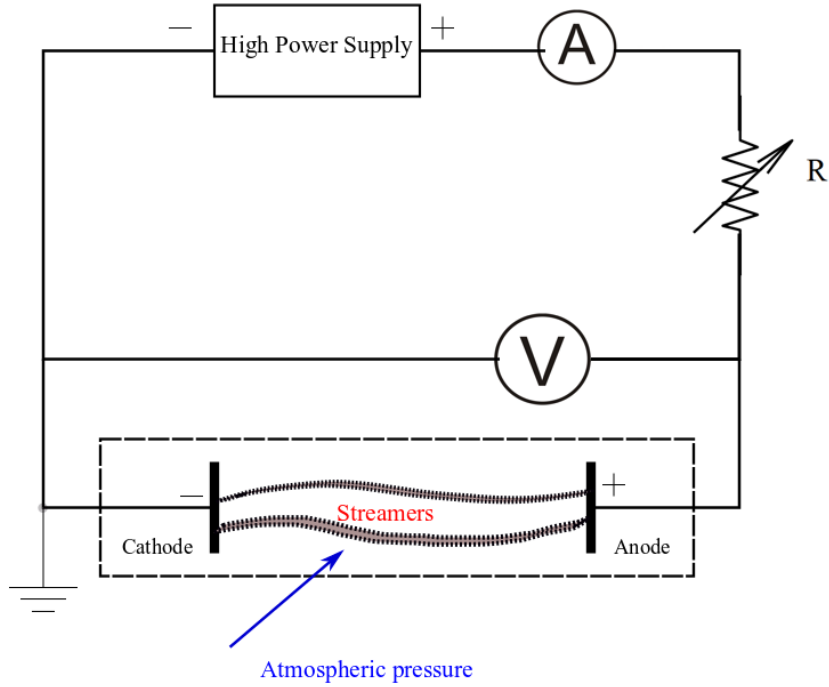 − High Power Supply +
A
R
V
− Streamers +
Cathode
Anode
Atmospheric pressure